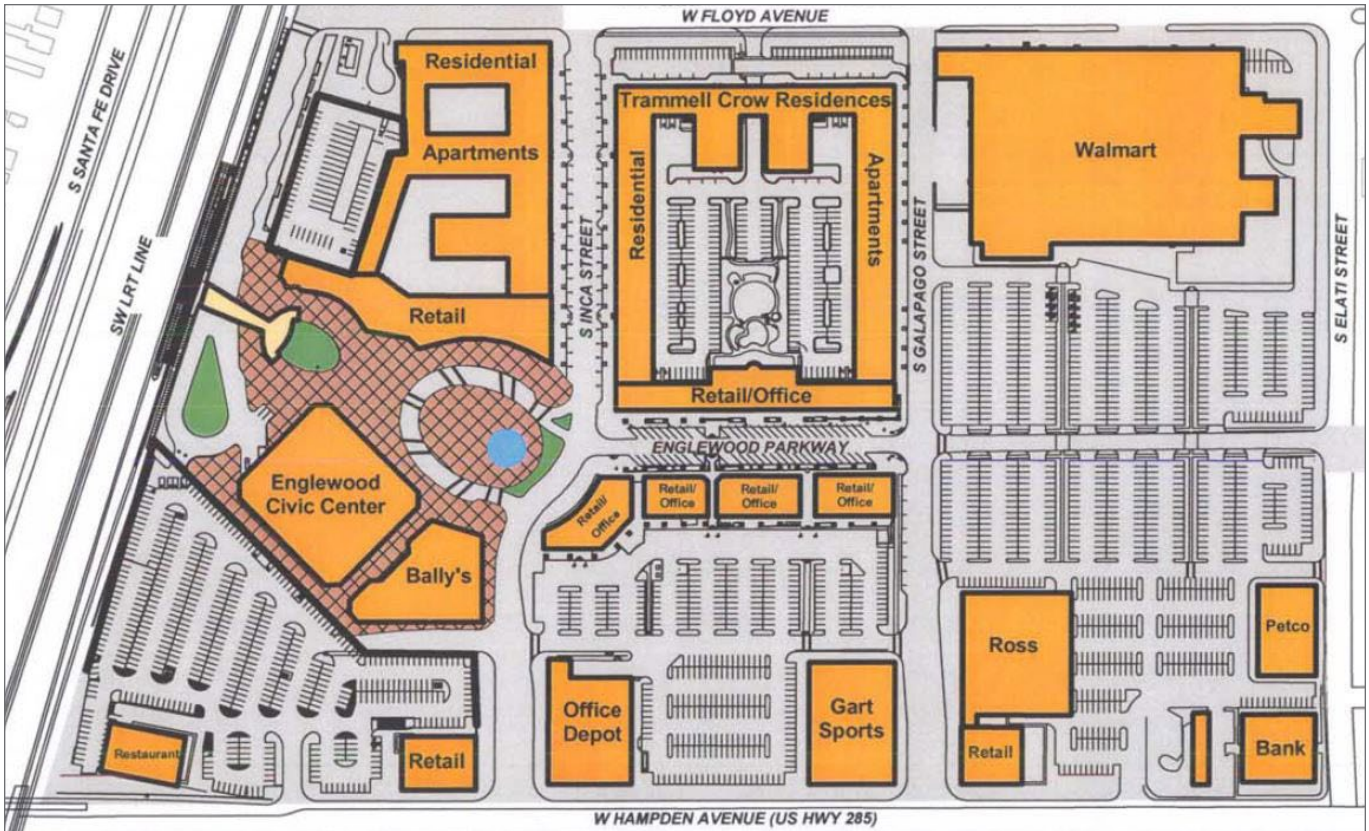 W FLOYD AVENUE
S SANTA FE DRIVE
SW LRT LINE
Residential
Apartments
Retail
S INCA STREET
Trammell Crow Residences
Residential
Apartments
Retail/Office
S GALAPAGO STREET
Walmart
S ELATI STREET
ENGLEWOOD PARKWAY
Englewood
Civic Center
Bally's
Retail/
Office
Retail/
Office
Retail/
Office
Retail/
Office
Restaurant
Retail
Office
Depot
Gart
Sports
Ross
Retail
Petco
Bank
W HAMPDEN AVENUE (US HWY 285)